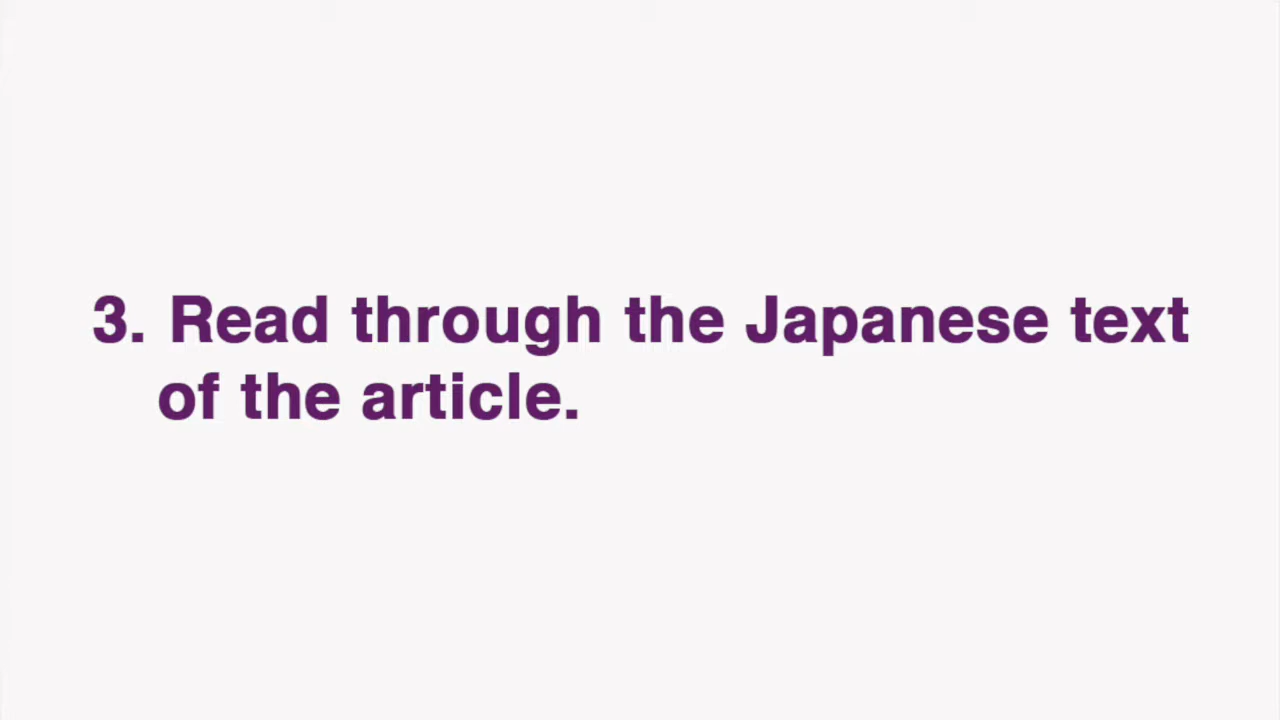 3. Read through the Japanese text
of the article.